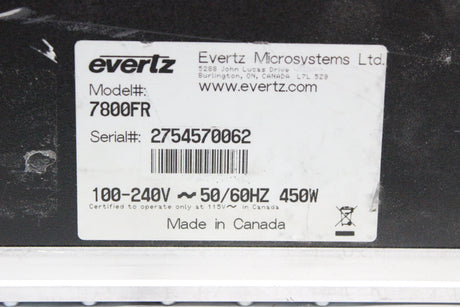 evertz
Evertz Microsystems Ltd.
5288 John Lucas Drive
Burlington, ON, CANADA L7L 5Z9
www.evertz.com
Model#:
7800FR
Serial#: 2754570062
100-240V ~ 50/60HZ 450W
Certified to operate only at 115V~ in Canada
Made in Canada